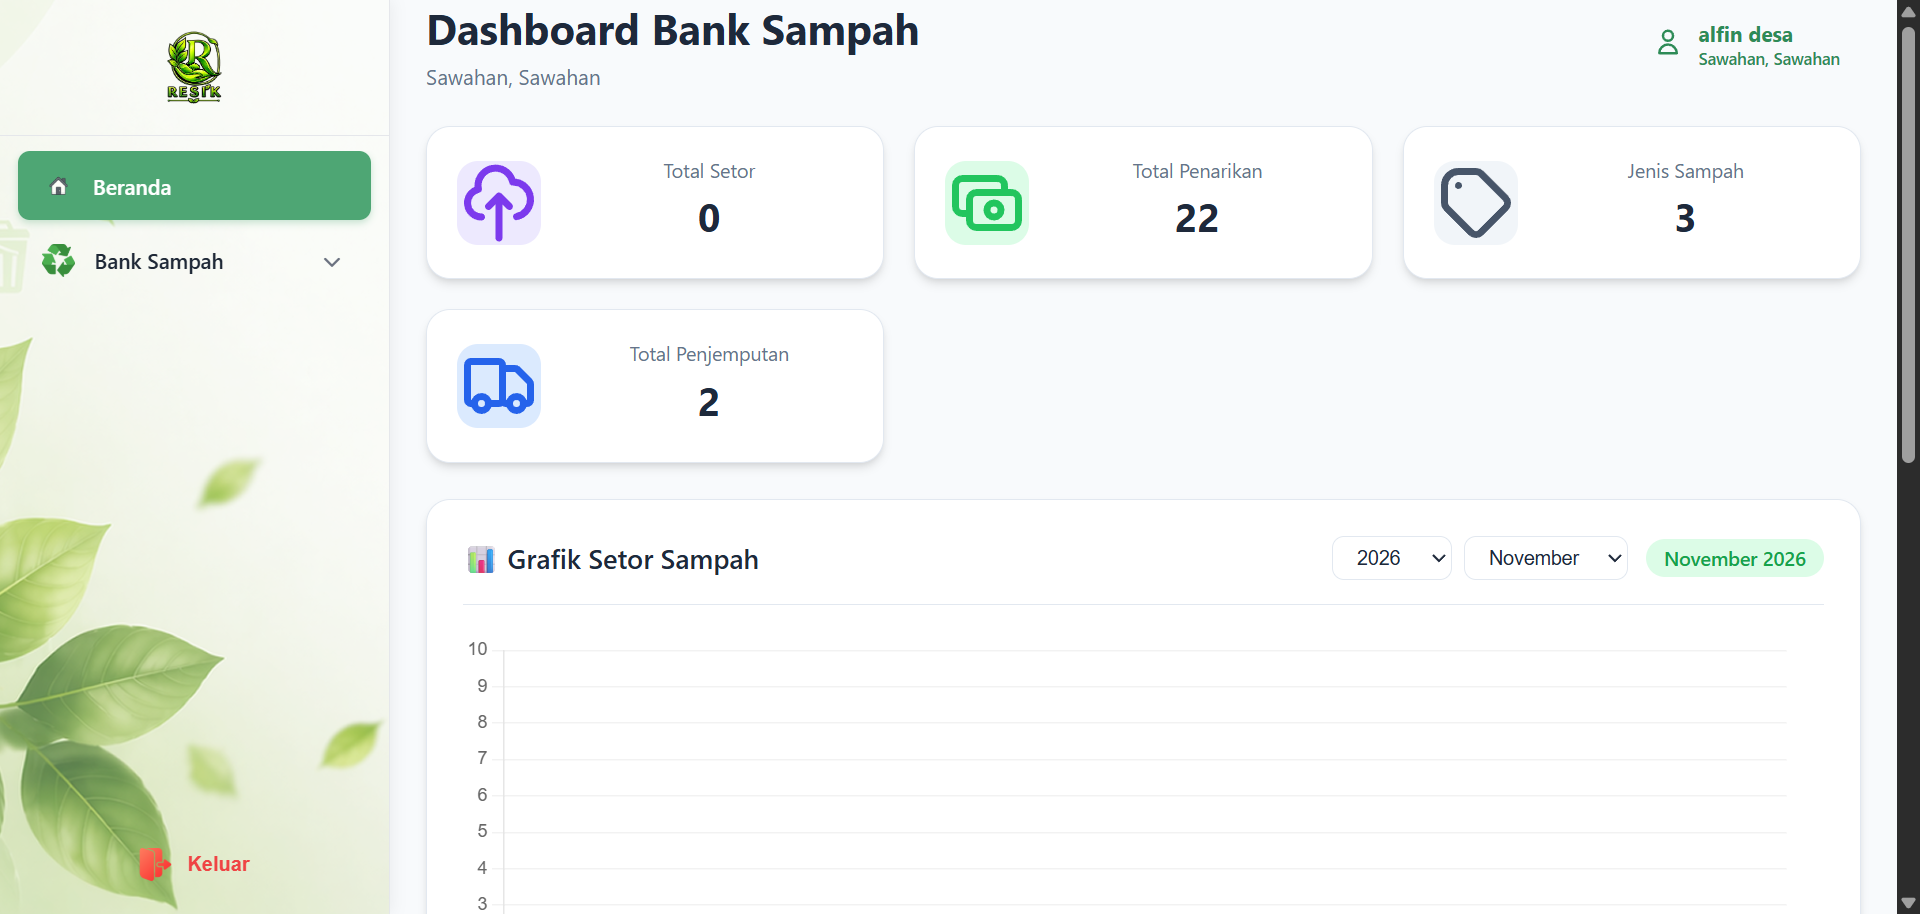 RESIK
Beranda
Bank Sampah
Keluar
Dashboard Bank Sampah
Sawahan, Sawahan
alfin desa
Sawahan, Sawahan
Total Setor
0
Total Penarikan
22
Jenis Sampah
3
Total Penjemputan
2
Grafik Setor Sampah
2026
November
November 2026
10
9
8
7
6
5
4
3